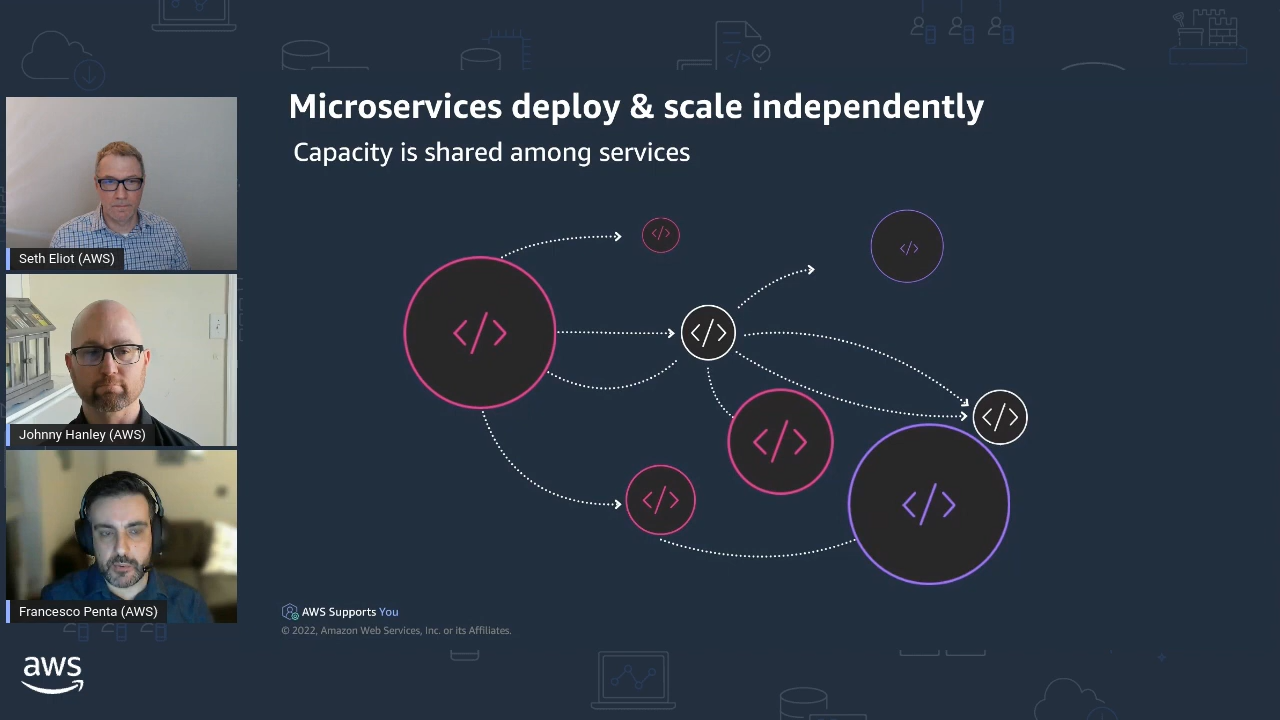 Microservices deploy & scale independently
Capacity is shared among services
</>
</>
</>
</>
</>
</>
</>
</>
Seth Eliot (AWS)
Johnny Hanley (AWS)
Francesco Penta (AWS)
AWS Supports You
© 2022, Amazon Web Services, Inc. or its Affiliates.
aws